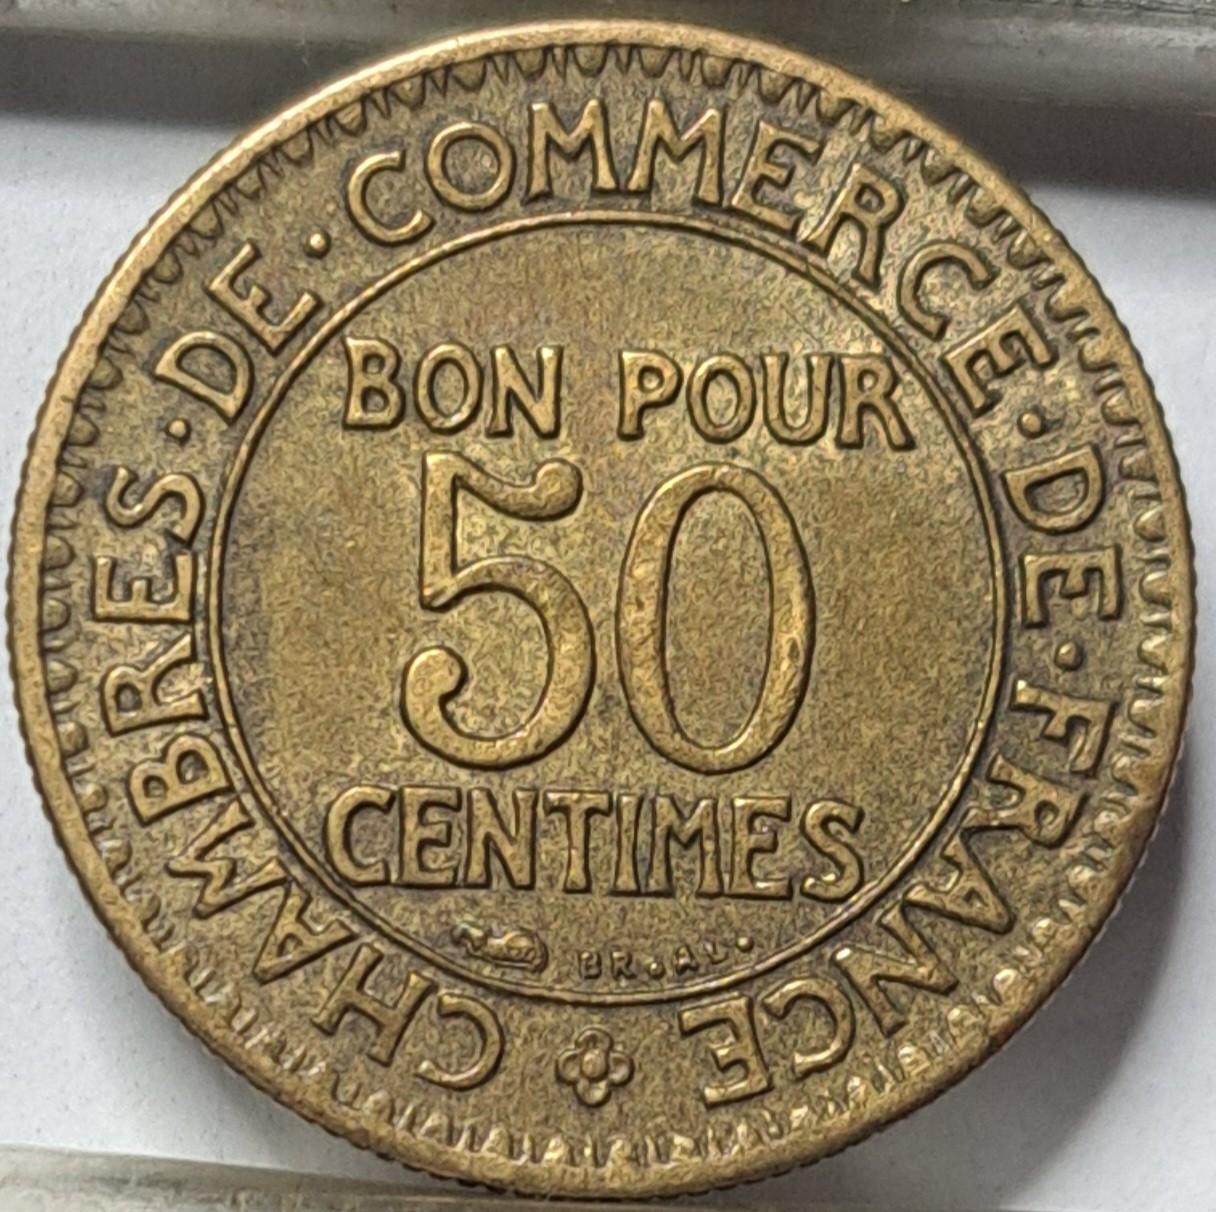 CHAMBRES·DE·COMMERCE·DE·FRANCE
BON POUR
50
CENTIMES
BR.AL.